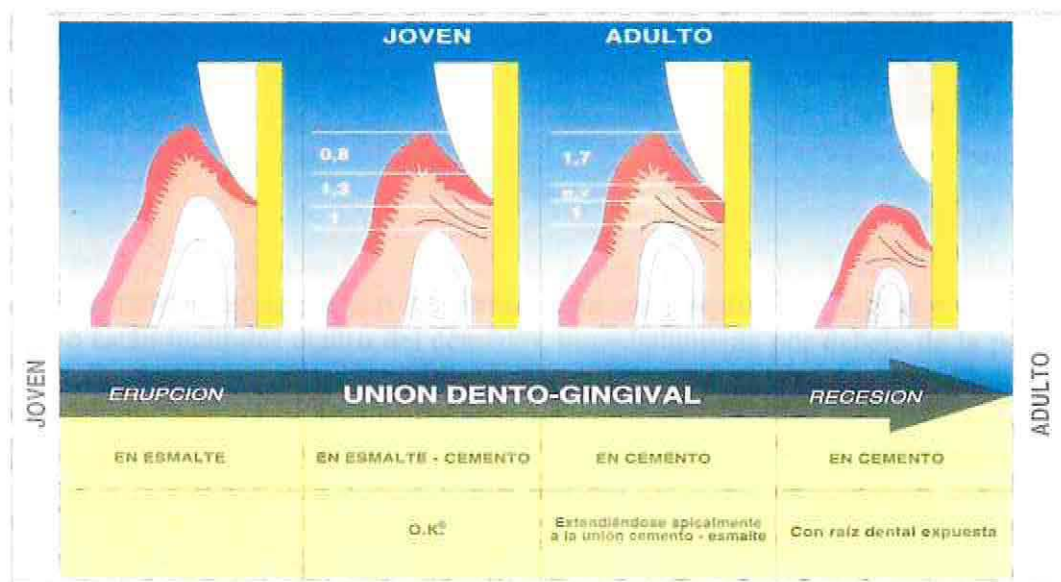 JOVEN
ADULTO
0,8
1,3
1
1,7
1
JOVEN
ADULTO
ERUPCION
UNION DENTO-GINGIVAL
RECESION
EN ESMALTE
EN ESMALTE - CEMENTO
EN CEMENTO
EN CEMENTO
O.K.
Extendiéndose apicalmente
a la unión cemento - esmalte
Con raíz dental expuesta